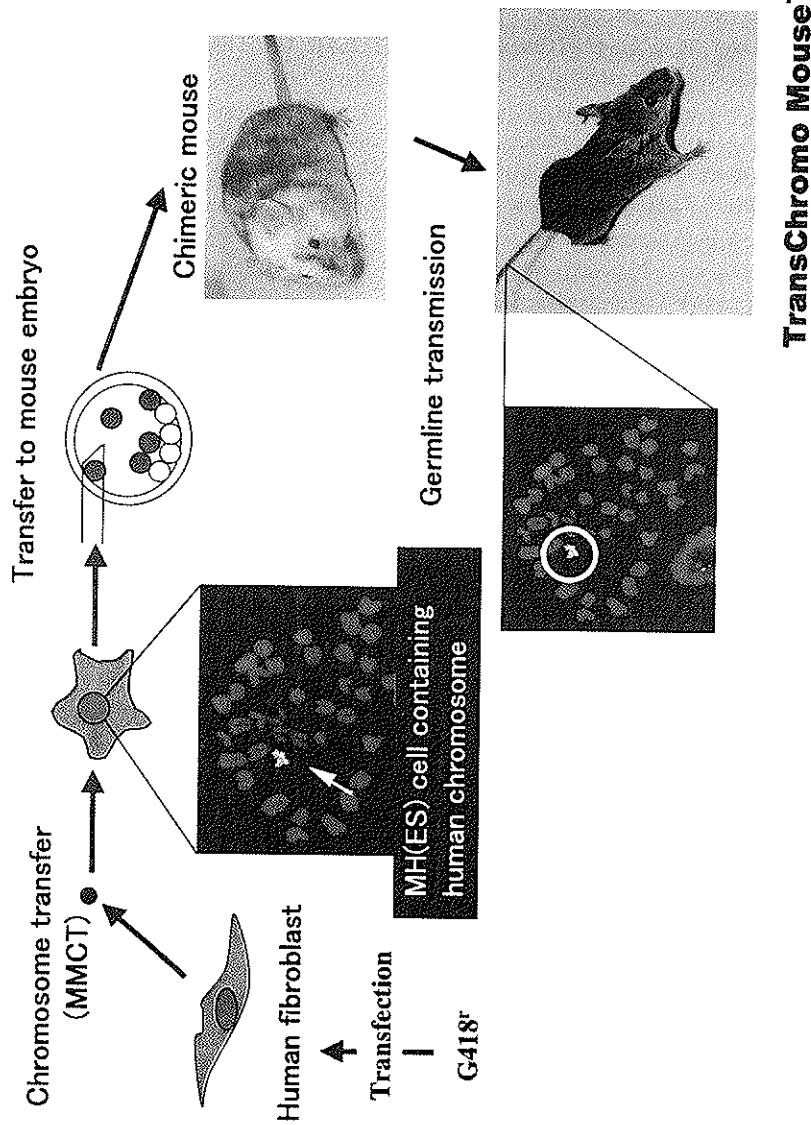 Chromosome transfer
(MMCT)
Human fibroblast
Transfection
G418ʳ
Transfer to mouse embryo
MH(ES) cell containing
human chromosome
Chimeric mouse
Germline transmission
TransChromo Mouse